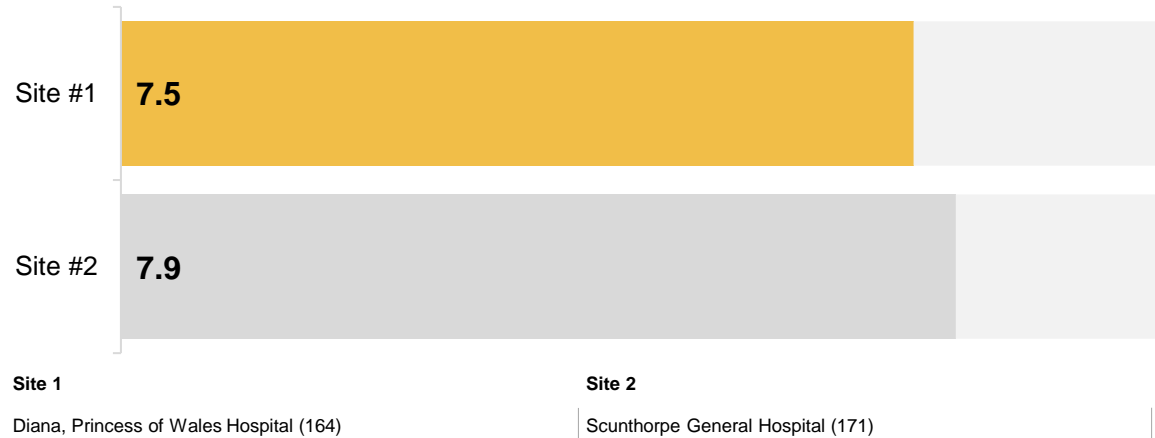 Site #1 7.5
Site #2 7.9
Site 1 Site 2
Diana, Princess of Wales Hospital (164) Scunthorpe General Hospital (171)